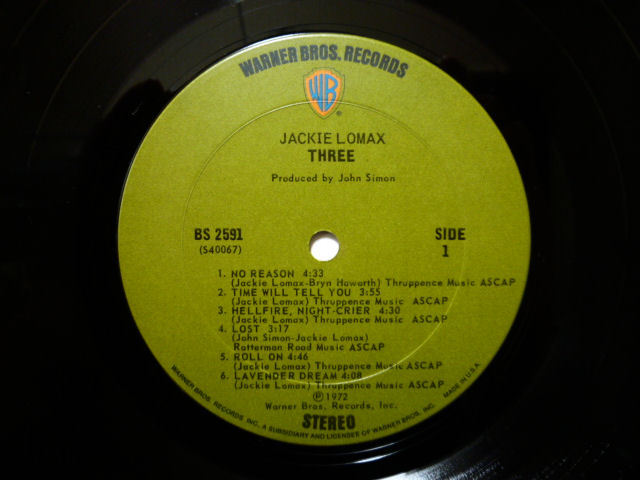 WARNER BROS. RECORDS
WB
®
JACKIE LOMAX
THREE
Produced by John Simon
BS 2591
(S40067)
SIDE
1
1. NO REASON 4:33
(Jackie Lomax-Bryn Haworth) Thruppence Music ASCAP
2. TIME WILL TELL YOU 3:55
(Jackie Lomax) Thruppence Music ASCAP
3. HELLFIRE, NIGHT-CRIER 4:30
(Jackie Lomax) Thruppence Music ASCAP
4. LOST 3:17
(John Simon-Jackie Lomax)
Rotterman Road Music ASCAP
5. ROLL ON 4:46
(Jackie Lomax) Thruppence Music ASCAP
6. LAVENDER DREAM 4:08
(Jackie Lomax) Thruppence Music ASCAP
℗ 1972
Warner Bros. Records, Inc.
STEREO
WARNER BROS. RECORDS INC. A SUBSIDIARY AND LICENSEE OF WARNER BROS. INC. MADE IN U.S.A.